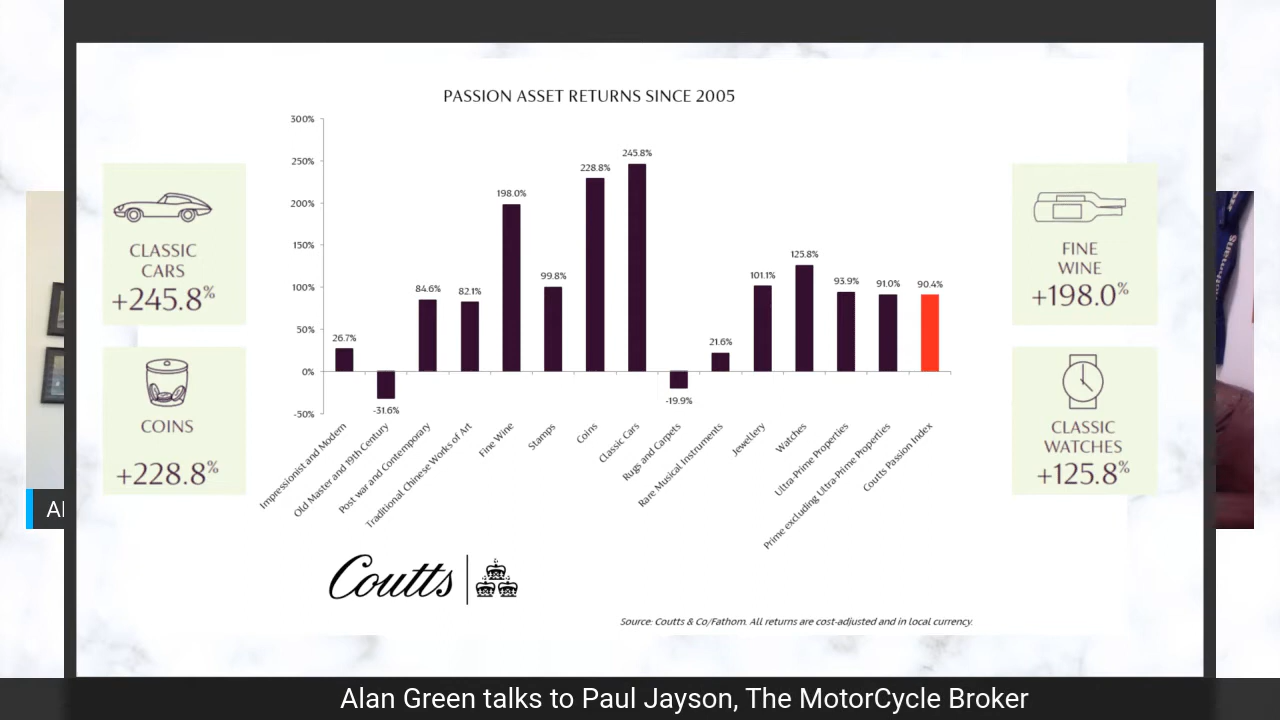 PASSION ASSET RETURNS SINCE 2005
300%
250%
200%
150%
100%
50%
0%
-50%
26.7%
-31.6%
84.6%
82.1%
198.0%
99.8%
228.8%
245.8%
-19.9%
21.6%
101.1%
125.8%
93.9%
91.0%
90.4%
Impressionist and Modern
Old Master and 19th Century
Post war and Contemporary
Traditional Chinese Works of Art
Fine Wine
Stamps
Coins
Classic Cars
Rugs and Carpets
Rare Musical Instruments
Jewellery
Watches
Ultra-Prime Properties
Prime excluding Ultra-Prime Properties
Coutts Passion Index
CLASSIC
CARS
+245.8%
COINS
+228.8%
FINE
WINE
+198.0%
CLASSIC
WATCHES
+125.8%
Coutts
Source: Coutts & Co/Fathom. All returns are cost-adjusted and in local currency.
Al
Alan Green talks to Paul Jayson, The MotorCycle Broker